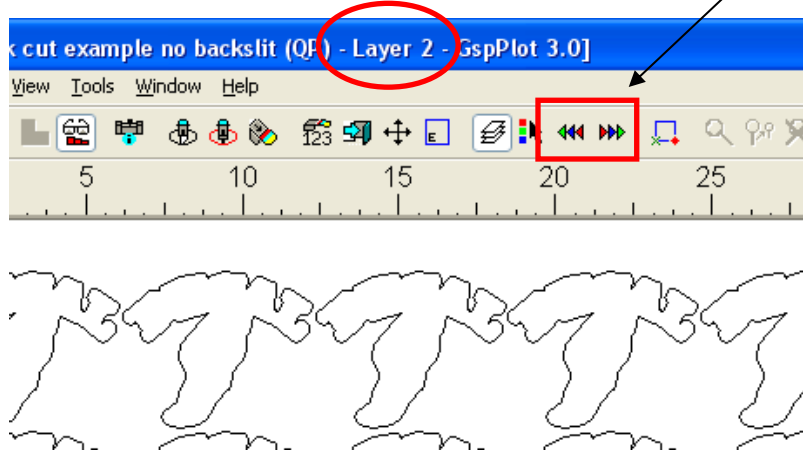 cut example no backslit (QP) - Layer 2 - GspPlot 3.0]
View Tools Window Help
123 E
5 10 15 20 25